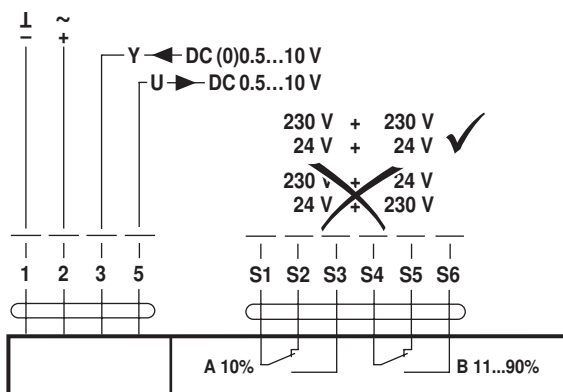 ⊥ ~
– +
Y DC (0)0.5...10 V
U DC 0.5...10 V
230 V + 230 V
24 V + 24 V
230 V + 24 V
24 V + 230 V
1 2 3 5 S1 S2 S3 S4 S5 S6
A 10% B 11...90%